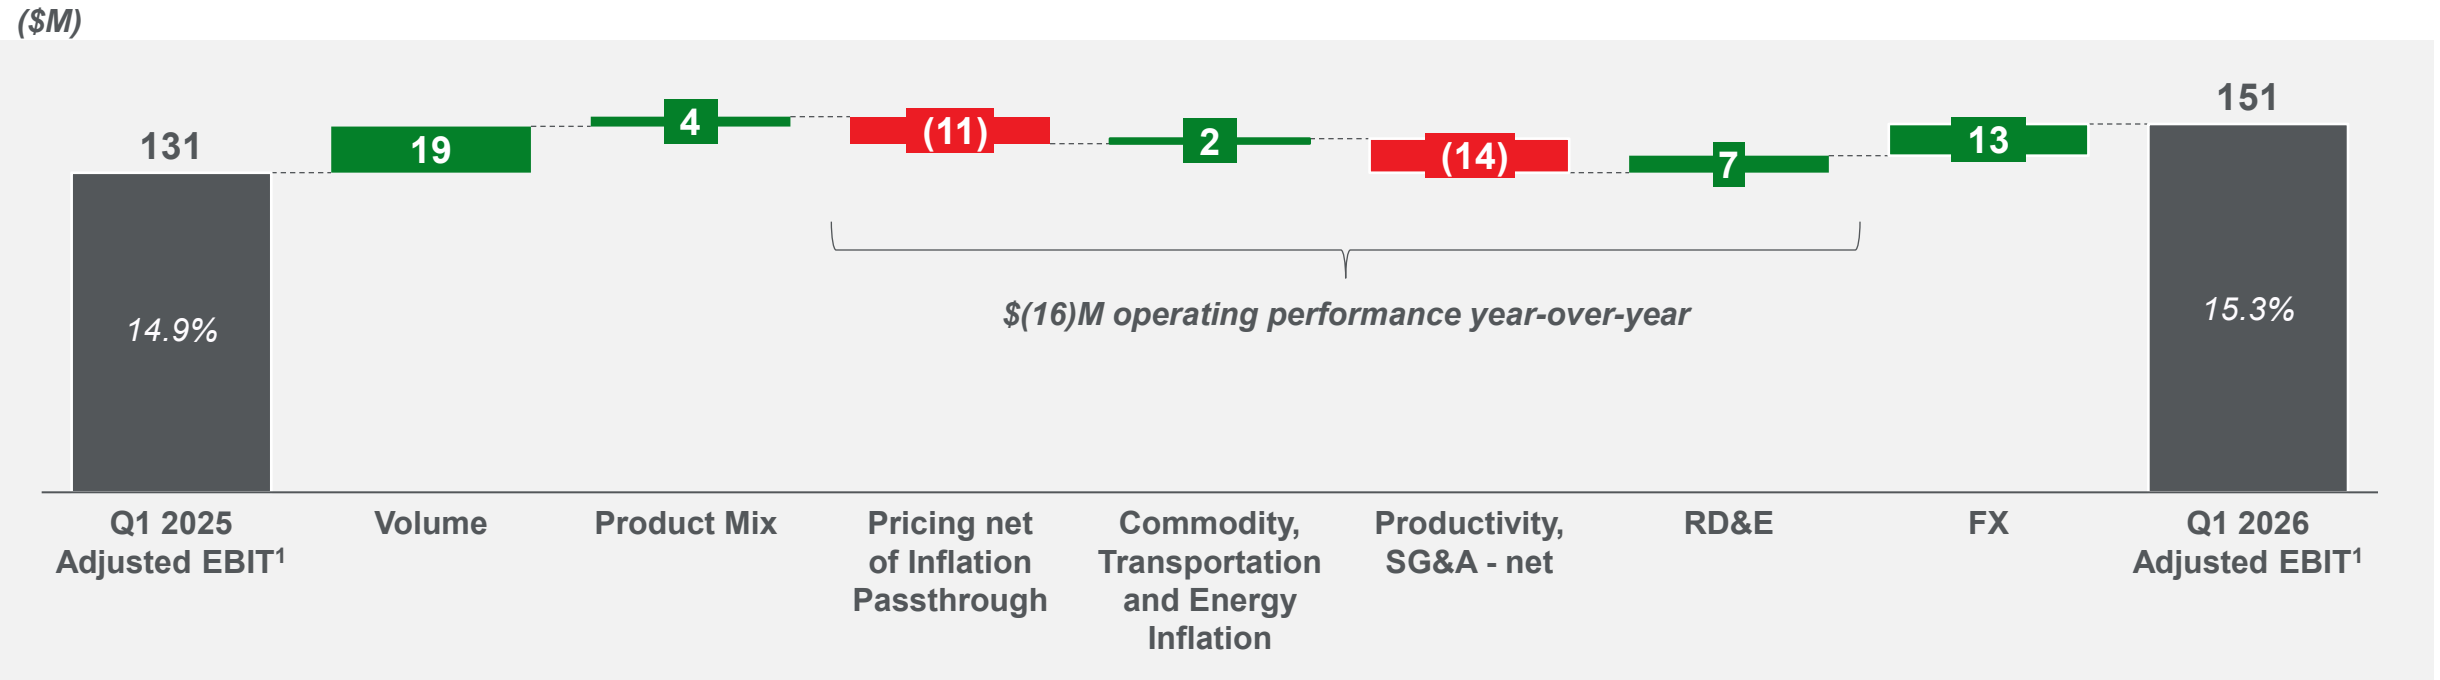 ($M)
131
14.9%
19
4
(11)
2
(14)
7
13
151
15.3%
$(16)M operating performance year-over-year
Q1 2025
Adjusted EBIT¹
Volume
Product Mix
Pricing net
of Inflation
Passthrough
Commodity,
Transportation
and Energy
Inflation
Productivity,
SG&A - net
RD&E
FX
Q1 2026
Adjusted EBIT¹